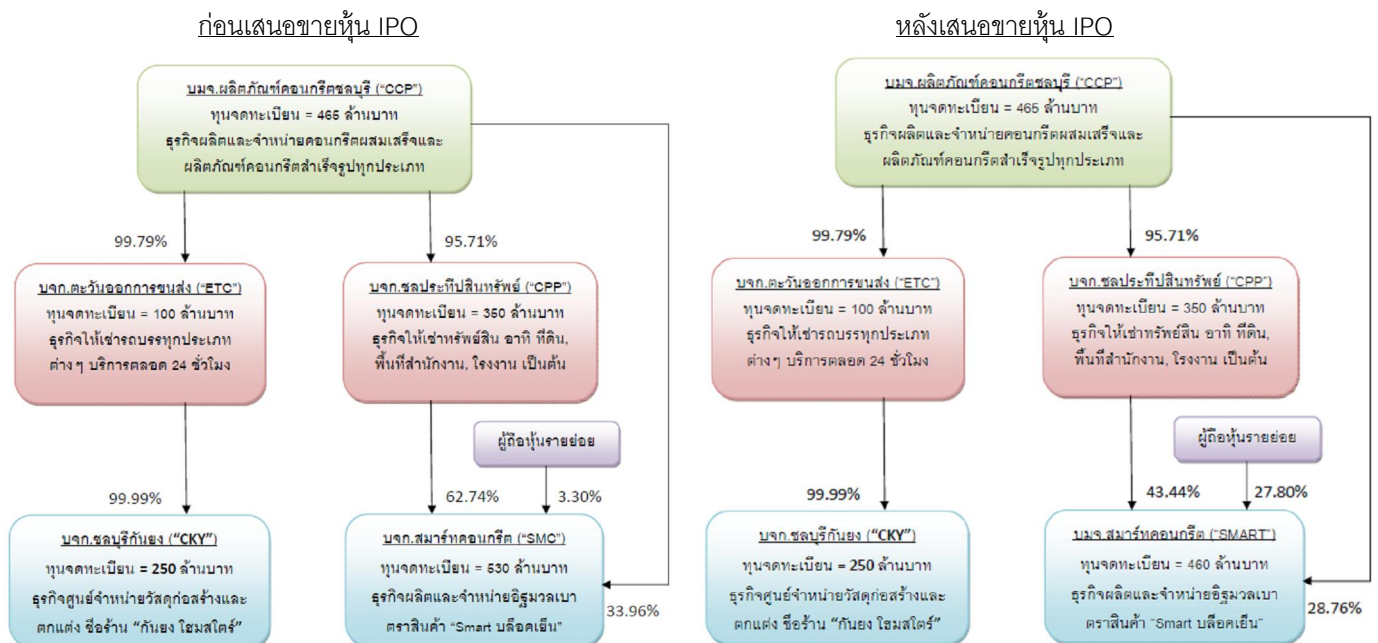 ก่อนเสนอขายหุ้น IPO
บมจ.ผลิตภัณฑ์คอนกรีตชลบุรี ("CCP")
ทุนจดทะเบียน = 465 ล้านบาท
ธุรกิจผลิตและจำหน่ายคอนกรีตผสมเสร็จและ
ผลิตภัณฑ์คอนกรีตสำเร็จรูปทุกประเภท
99.79%
95.71%
บจก.ตะวันออกการขนส่ง ("ETC")
ทุนจดทะเบียน = 100 ล้านบาท
ธุรกิจให้เช่ารถบรรทุกประเภท
ต่างๆ บริการตลอด 24 ชั่วโมง
บจก.ชลประทีปสินทรัพย์ ("CPP")
ทุนจดทะเบียน = 350 ล้านบาท
ธุรกิจให้เช่าทรัพย์สิน อาทิ ที่ดิน,
พื้นที่สำนักงาน, โรงงาน เป็นต้น
ผู้ถือหุ้นรายย่อย
99.99%
62.74%
3.30%
บจก.ชลบุรีกันยง ("CKY")
ทุนจดทะเบียน = 250 ล้านบาท
ธุรกิจศูนย์จำหน่ายวัสดุก่อสร้างและ
ตกแต่ง ชื่อร้าน "กันยง โฮมสโตร์"
บจก.สมาร์ทคอนกรีต ("SMC")
ทุนจดทะเบียน = 530 ล้านบาท
ธุรกิจผลิตและจำหน่ายอิฐมวลเบา
ตราสินค้า "Smart บล็อคเย็น"
33.96%
หลังเสนอขายหุ้น IPO
บมจ.ผลิตภัณฑ์คอนกรีตชลบุรี ("CCP")
ทุนจดทะเบียน = 465 ล้านบาท
ธุรกิจผลิตและจำหน่ายคอนกรีตผสมเสร็จและ
ผลิตภัณฑ์คอนกรีตสำเร็จรูปทุกประเภท
99.79%
95.71%
บจก.ตะวันออกการขนส่ง ("ETC")
ทุนจดทะเบียน = 100 ล้านบาท
ธุรกิจให้เช่ารถบรรทุกประเภท
ต่างๆ บริการตลอด 24 ชั่วโมง
บจก.ชลประทีปสินทรัพย์ ("CPP")
ทุนจดทะเบียน = 350 ล้านบาท
ธุรกิจให้เช่าทรัพย์สิน อาทิ ที่ดิน,
พื้นที่สำนักงาน, โรงงาน เป็นต้น
ผู้ถือหุ้นรายย่อย
99.99%
43.44%
27.80%
บจก.ชลบุรีกันยง ("CKY")
ทุนจดทะเบียน = 250 ล้านบาท
ธุรกิจศูนย์จำหน่ายวัสดุก่อสร้างและ
ตกแต่ง ชื่อร้าน "กันยง โฮมสโตร์"
บมจ.สมาร์ทคอนกรีต ("SMART")
ทุนจดทะเบียน = 460 ล้านบาท
ธุรกิจผลิตและจำหน่ายอิฐมวลเบา
ตราสินค้า "Smart บล็อคเย็น"
28.76%